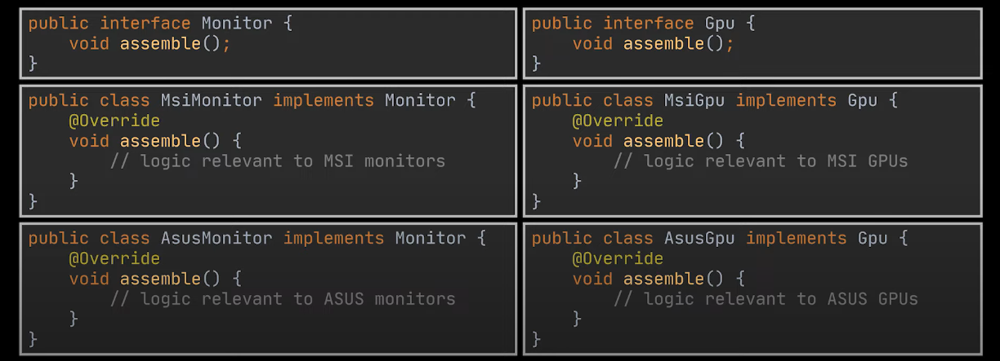 public interface Monitor {
    void assemble();
}
public interface Gpu {
    void assemble();
}
public class MsiMonitor implements Monitor {
    @Override
    void assemble() {
        // logic relevant to MSI monitors
    }
}
public class MsiGpu implements Gpu {
    @Override
    void assemble() {
        // logic relevant to MSI GPUs
    }
}
public class AsusMonitor implements Monitor {
    @Override
    void assemble() {
        // logic relevant to ASUS monitors
    }
}
public class AsusGpu implements Gpu {
    @Override
    void assemble() {
        // logic relevant to ASUS GPUs
    }
}